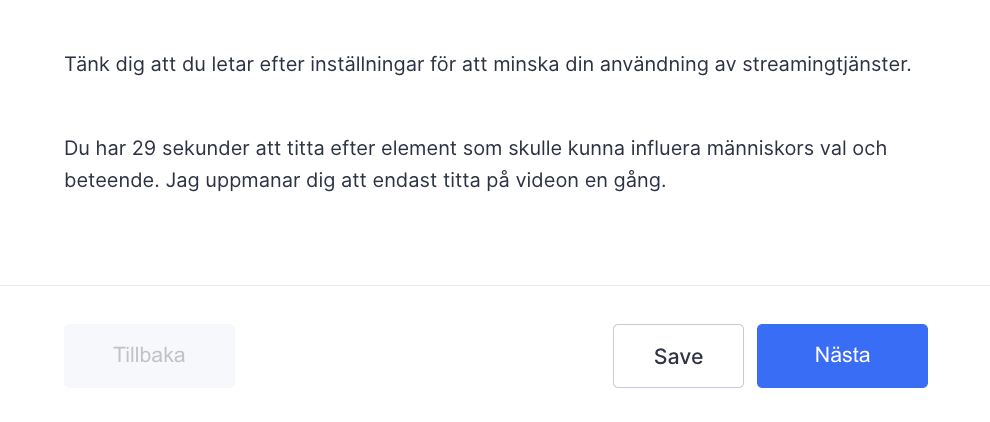 Tänk dig att du letar efter inställningar för att minska din användning av streamingtjänster.
Du har 29 sekunder att titta efter element som skulle kunna influera människors val och
beteende. Jag uppmanar dig att endast titta på videon en gång.
Tillbaka
Save
Nästa